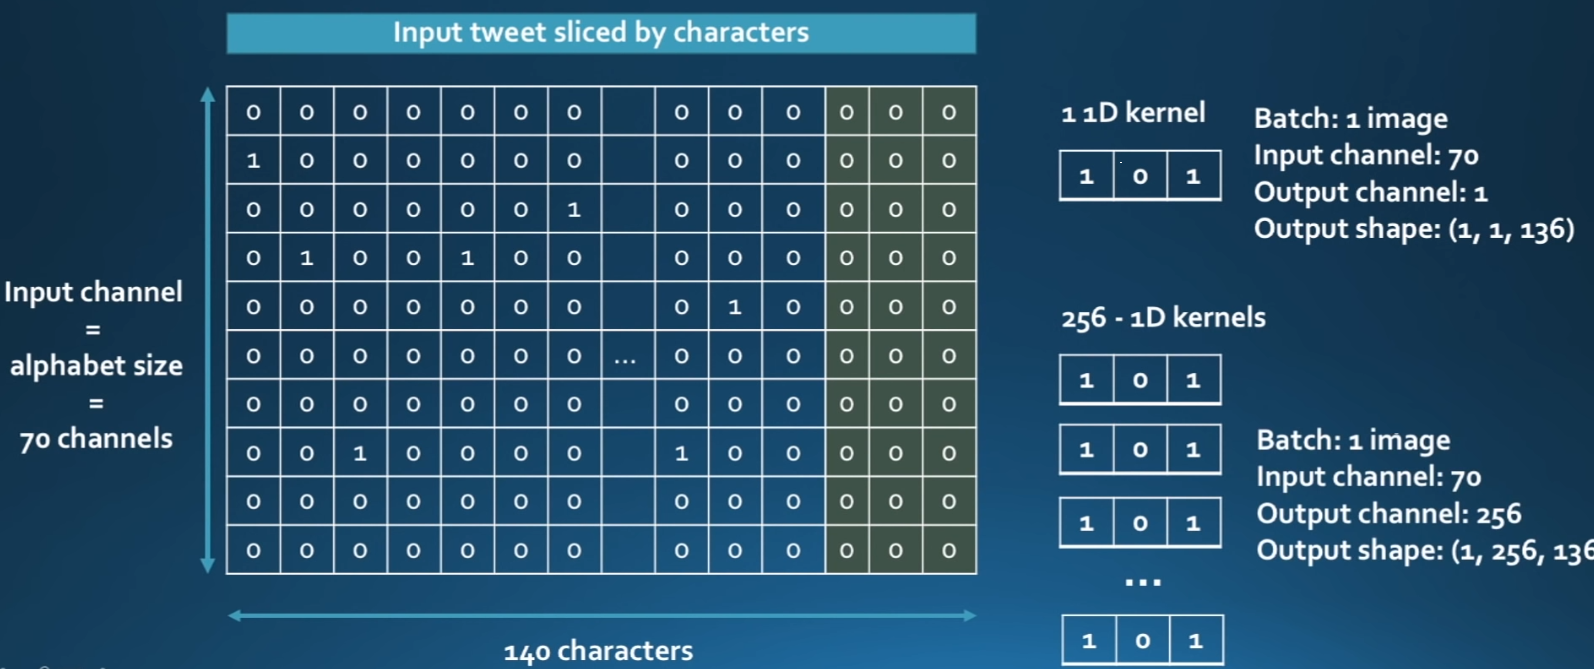 Input tweet sliced by characters
0 0 0 0 0 0 0 0 0 0 0 0 0
1 0 0 0 0 0 0 0 0 0 0 0 0
0 0 0 0 0 0 1 0 0 0 0 0 0
0 1 0 0 1 0 0 0 0 0 0 0 0
0 0 0 0 0 0 0 0 1 0 0 0 0
0 0 0 0 0 0 0 ... 0 0 0 0 0 0
0 0 0 0 0 0 0 0 0 0 0 0 0
0 0 1 0 0 0 0 1 0 0 0 0 0
0 0 0 0 0 0 0 0 0 0 0 0 0
0 0 0 0 0 0 0 0 0 0 0 0 0
Input channel
=
alphabet size
=
70 channels
140 characters
1 1D kernel
1 0 1
Batch: 1 image
Input channel: 70
Output channel: 1
Output shape: (1, 1, 136)
256 - 1D kernels
1 0 1
1 0 1
1 0 1
...
1 0 1
Batch: 1 image
Input channel: 70
Output channel: 256
Output shape: (1, 256, 136